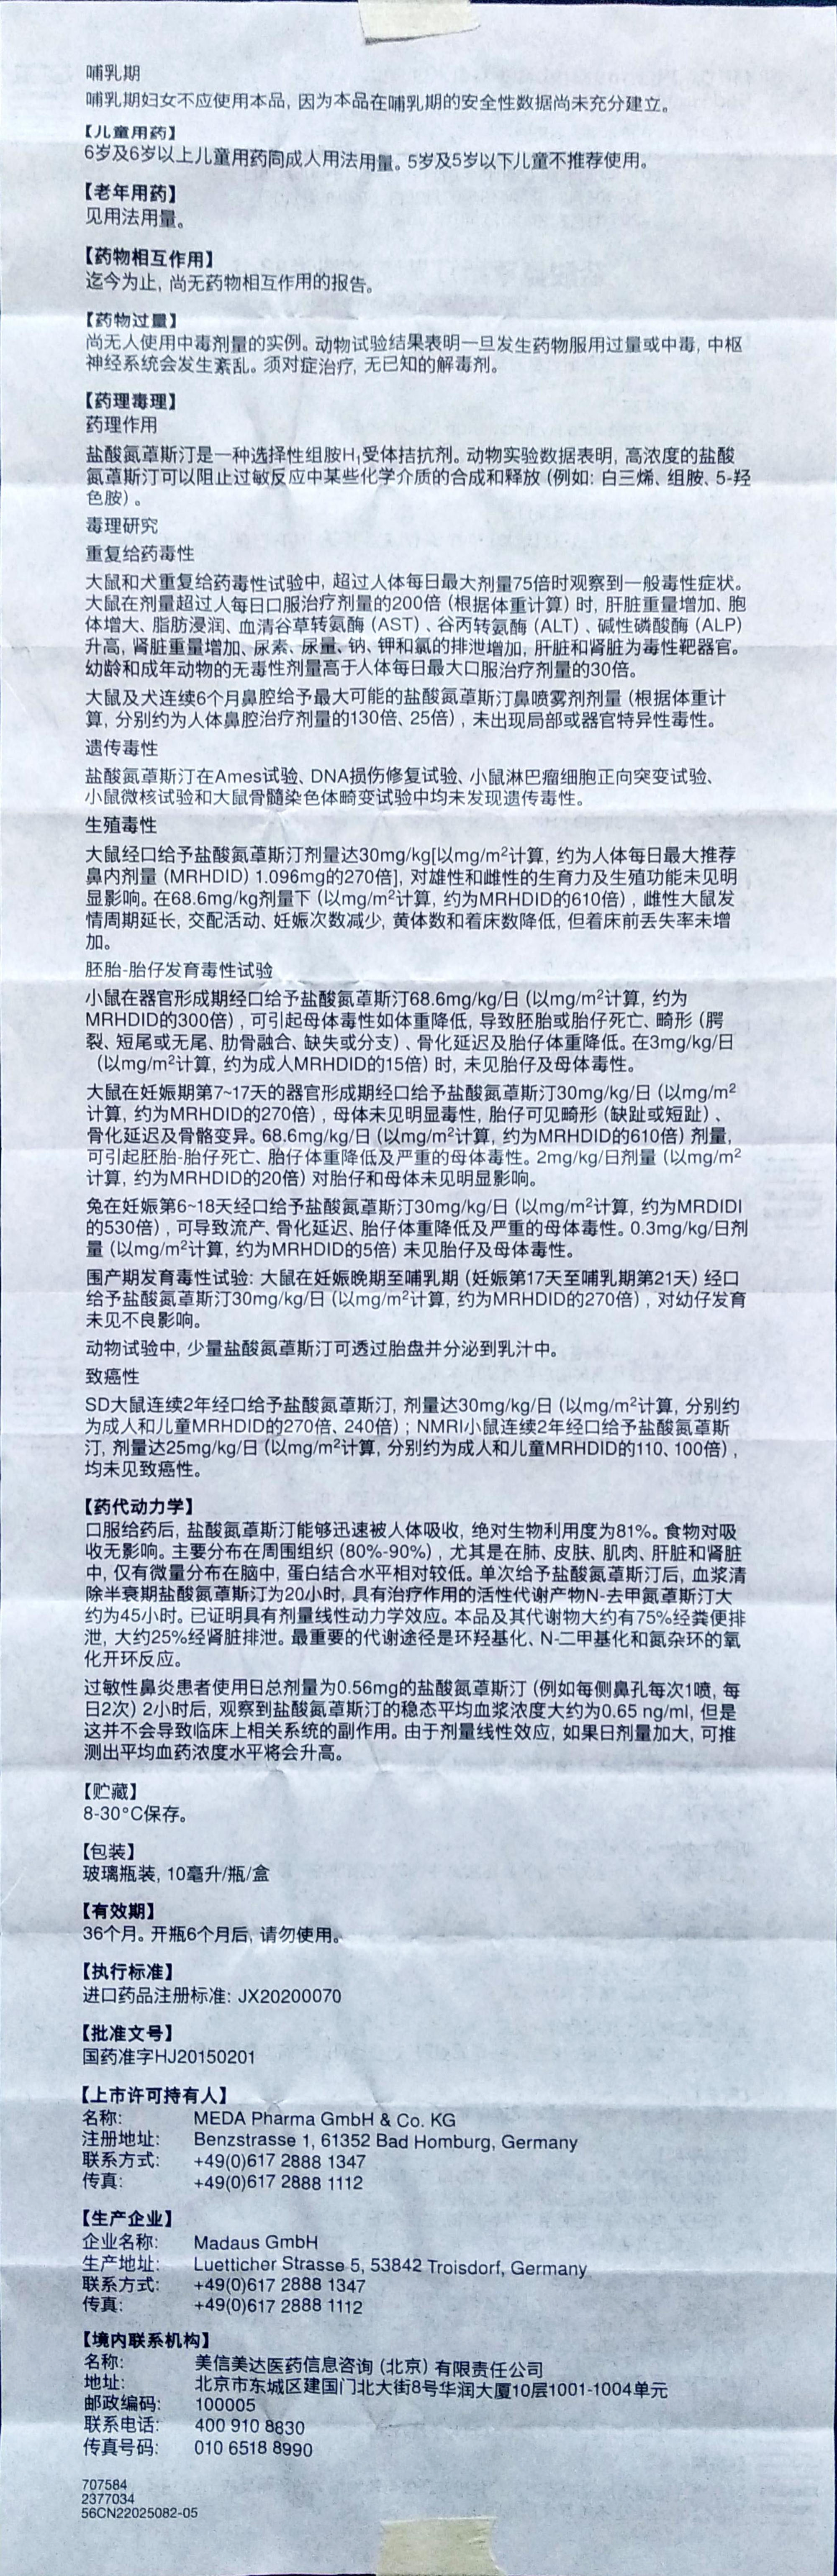 哺乳期
哺乳期妇女不应使用本品, 因为本品在哺乳期的安全性数据尚未充分建立。
【儿童用药】
6岁及6岁以上儿童用药同成人用法用量。5岁及5岁以下儿童不推荐使用。
【老年用药】
见用法用量。
【药物相互作用】
迄今为止, 尚无药物相互作用的报告。
【药物过量】
尚无人使用中毒剂量的实例。动物试验结果表明一旦发生药物服用过量或中毒, 中枢
神经系统会发生紊乱。须对症治疗, 无已知的解毒剂。
【药理毒理】
药理作用
盐酸氮䓬斯汀是一种选择性组胺H₁受体拮抗剂。动物实验数据表明, 高浓度的盐酸
氮䓬斯汀可以阻止过敏反应中某些化学介质的合成和释放 (例如: 白三烯、组胺、5-羟
色胺) 。
毒理研究
重复给药毒性
大鼠和犬重复给药毒性试验中, 超过人体每日最大剂量75倍时观察到一般毒性症状。
大鼠在剂量超过人每日口服治疗剂量的200倍 (根据体重计算) 时, 肝脏重量增加、胞
体增大、脂肪浸润、血清谷草转氨酶 (AST) 、谷丙转氨酶 (ALT) 、碱性磷酸酶 (ALP)
升高, 肾脏重量增加、尿素、尿量、钠、钾和氯的排泄增加, 肝脏和肾脏为毒性靶器官。
幼龄和成年动物的无毒性剂量高于人体每日最大口服治疗剂量的30倍。
大鼠及犬连续6个月鼻腔给予最大可能的盐酸氮䓬斯汀鼻喷雾剂剂量 (根据体重计
算, 分别约为人体鼻腔治疗剂量的130倍、25倍) , 未出现局部或器官特异性毒性。
遗传毒性
盐酸氮䓬斯汀在Ames试验、DNA损伤修复试验、小鼠淋巴瘤细胞正向突变试验、
小鼠微核试验和大鼠骨髓染色体畸变试验中均未发现遗传毒性。
生殖毒性
大鼠经口给予盐酸氮䓬斯汀剂量达30mg/kg[以mg/m²计算, 约为人体每日最大推荐
鼻内剂量 (MRHDID) 1.096mg的270倍], 对雄性和雌性的生育力及生殖功能未见明
显影响。在68.6mg/kg剂量下 (以mg/m²计算, 约为MRHDID的610倍) , 雌性大鼠发
情周期延长, 交配活动、妊娠次数减少, 黄体数和着床数降低, 但着床前丢失率未增
加。
胚胎-胎仔发育毒性试验
小鼠在器官形成期经口给予盐酸氮䓬斯汀68.6mg/kg/日 (以mg/m²计算, 约为
MRHDID的300倍) , 可引起母体毒性如体重降低, 导致胚胎或胎仔死亡、畸形 (腭
裂、短尾或无尾、肋骨融合、缺失或分支) 、骨化延迟及胎仔体重降低。在3mg/kg/日
(以mg/m²计算, 约为成人MRHDID的15倍) 时, 未见胎仔及母体毒性。
大鼠在妊娠期第7~17天的器官形成期经口给予盐酸氮䓬斯汀30mg/kg/日 (以mg/m²
计算, 约为MRHDID的270倍) , 母体未见明显毒性, 胎仔可见畸形 (缺趾或短趾) 、
骨化延迟及骨骼变异。68.6mg/kg/日 (以mg/m²计算, 约为MRHDID的610倍) 剂量,
可引起胚胎-胎仔死亡、胎仔体重降低及严重的母体毒性。2mg/kg/日剂量 (以mg/m²
计算, 约为MRHDID的20倍) 对胎仔和母体未见明显影响。
兔在妊娠第6~18天经口给予盐酸氮䓬斯汀30mg/kg/日 (以mg/m²计算, 约为MRDIDI
的530倍) , 可导致流产、骨化延迟、胎仔体重降低及严重的母体毒性。0.3mg/kg/日剂
量 (以mg/m²计算, 约为MRHDID的5倍) 未见胎仔及母体毒性。
围产期发育毒性试验: 大鼠在妊娠晚期至哺乳期 (妊娠第17天至哺乳期第21天) 经口
给予盐酸氮䓬斯汀30mg/kg/日 (以mg/m²计算, 约为MRHDID的270倍) , 对幼仔发育
未见不良影响。
动物试验中, 少量盐酸氮䓬斯汀可透过胎盘并分泌到乳汁中。
致癌性
SD大鼠连续2年经口给予盐酸氮䓬斯汀, 剂量达30mg/kg/日 (以mg/m²计算, 分别约
为成人和儿童MRHDID的270倍、240倍) ; NMRI小鼠连续2年经口给予盐酸氮䓬斯
汀, 剂量达25mg/kg/日 (以mg/m²计算, 分别约为成人和儿童MRHDID的110、100倍) ,
均未见致癌性。
【药代动力学】
口服给药后, 盐酸氮䓬斯汀能够迅速被人体吸收, 绝对生物利用度为81%。食物对吸
收无影响。主要分布在周围组织 (80%-90%) , 尤其是在肺、皮肤、肌肉、肝脏和肾脏
中, 仅有微量分布在脑中, 蛋白结合水平相对较低。单次给予盐酸氮䓬斯汀后, 血浆清
除半衰期盐酸氮䓬斯汀为20小时, 具有治疗作用的活性代谢产物N-去甲氮䓬斯汀大
约为45小时。已证明具有剂量线性动力学效应。本品及其代谢物大约有75%经粪便排
泄, 大约25%经肾脏排泄。最重要的代谢途径是环羟基化、N-二甲基化和氮杂环的氧
化开环反应。
过敏性鼻炎患者使用日总剂量为0.56mg的盐酸氮䓬斯汀 (例如每侧鼻孔每次1喷, 每
日2次) 2小时后, 观察到盐酸氮䓬斯汀的稳态平均血浆浓度大约为0.65 ng/ml, 但是
这并不会导致临床上相关系统的副作用。由于剂量线性效应, 如果日剂量加大, 可推
测出平均血药浓度水平将会升高。
【贮藏】
8-30°C保存。
【包装】
玻璃瓶装, 10毫升/瓶/盒
【有效期】
36个月。开瓶6个月后, 请勿使用。
【执行标准】
进口药品注册标准: JX20200070
【批准文号】
国药准字HJ20150201
【上市许可持有人】
名称: MEDA Pharma GmbH & Co. KG
注册地址: Benzstrasse 1, 61352 Bad Homburg, Germany
联系方式: +49(0)617 2888 1347
传真: +49(0)617 2888 1112
【生产企业】
企业名称: Madaus GmbH
生产地址: Luetticher Strasse 5, 53842 Troisdorf, Germany
联系方式: +49(0)617 2888 1347
传真: +49(0)617 2888 1112
【境内联系机构】
名称: 美信美达医药信息咨询 (北京) 有限责任公司
地址: 北京市东城区建国门北大街8号华润大厦10层1001-1004单元
邮政编码: 100005
联系电话: 400 910 8830
传真号码: 010 6518 8990
707584
2377034
56CN22025082-05